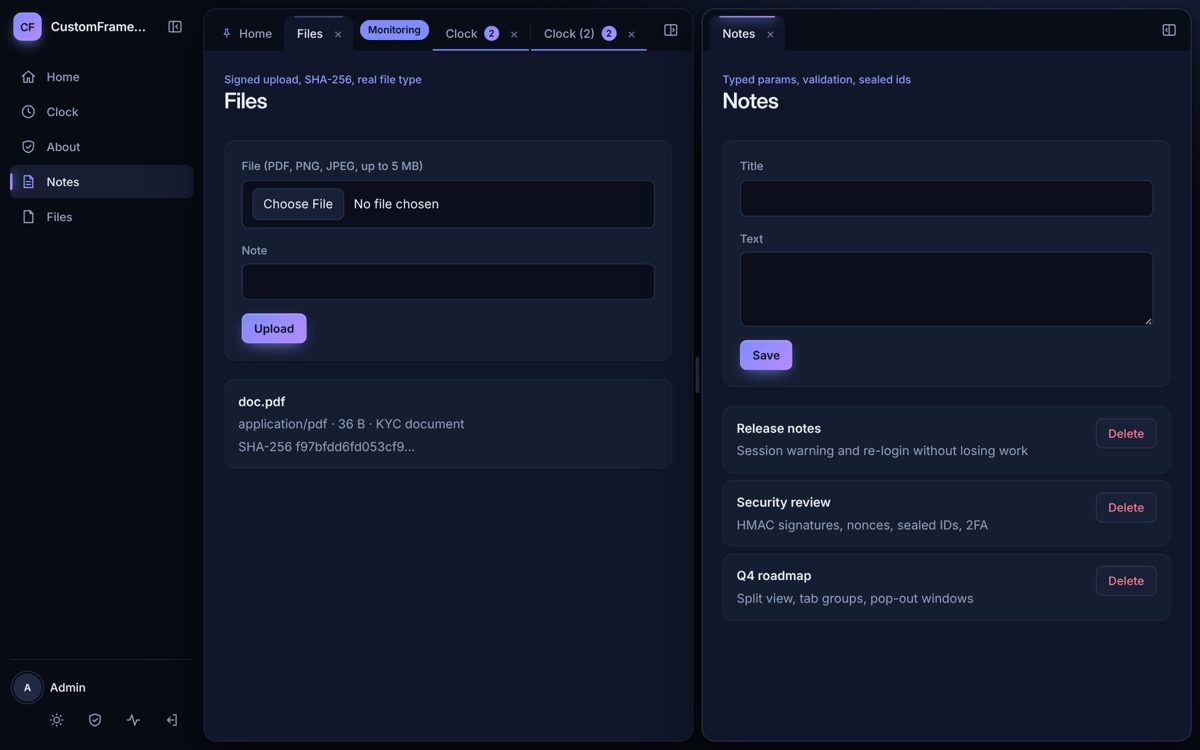 CF CustomFrame...
Home
Clock
About
Notes
Files
A Admin
Home Files × Monitoring Clock 2 × Clock (2) 2 ×
Signed upload, SHA-256, real file type
Files
File (PDF, PNG, JPEG, up to 5 MB)
Choose File No file chosen
Note
Upload
doc.pdf
application/pdf · 36 B · KYC document
SHA-256 f97bfdd6fd053cf9...
Notes ×
Typed params, validation, sealed ids
Notes
Title
Text
Save
Release notes
Delete
Session warning and re-login without losing work
Security review
Delete
HMAC signatures, nonces, sealed IDs, 2FA
Q4 roadmap
Delete
Split view, tab groups, pop-out windows